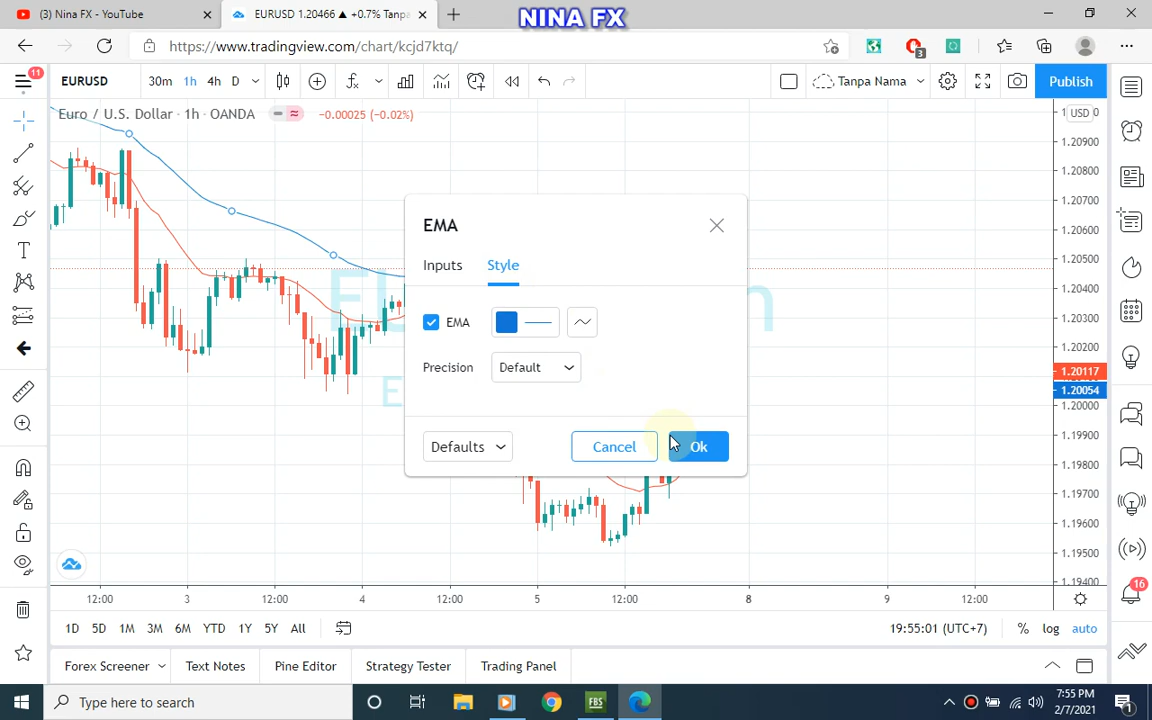 (3) Nina FX - YouTube
EURUSD 1.20466 ▲ +0.7% Tanpa
NINA FX
https://www.tradingview.com/chart/kcjd7ktq/
3
11
EURUSD
30m 1h 4h D
Tanpa Nama
Publish
Euro / U.S. Dollar · 1h · OANDA
−0.00025 (−0.02%)
USD
1.20900
1.20800
1.20700
1.20600
1.20500
1.20400
1.20300
1.20200
1.20117
1.20054
1.20000
1.19900
1.19800
1.19700
1.19600
1.19500
1.19400
EMA
Inputs Style
EMA
Precision Default
Defaults Cancel Ok
12:00 3 12:00 4 12:00 5 12:00 8 9 12:00
1D 5D 1M 3M 6M YTD 1Y 5Y All
19:55:01 (UTC+7) % log auto
16
Forex Screener Text Notes Pine Editor Strategy Tester Trading Panel
Type here to search
FBS
7:55 PM
2/7/2021
1